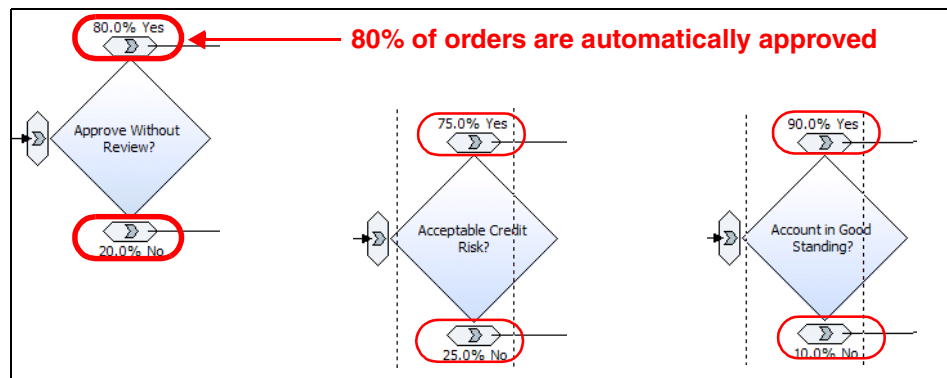 80.0% Yes
80% of orders are automatically approved
Approve Without
Review?
20.0% No
75.0% Yes
Acceptable Credit
Risk?
25.0% No
90.0% Yes
Account in Good
Standing?
10.0% No